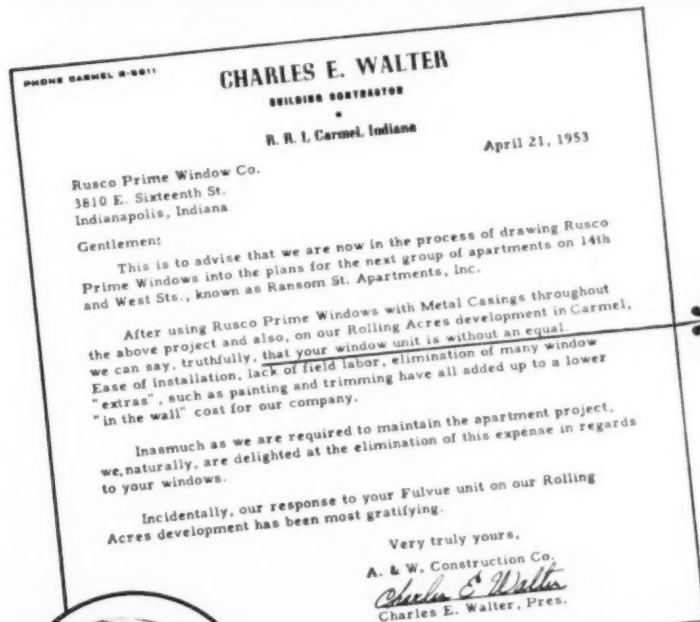 PHONE CARMEL 2-5611
CHARLES E. WALTER
BUILDING CONTRACTOR
R. R. 1, Carmel, Indiana
April 21, 1953
Rusco Prime Window Co.
3810 E. Sixteenth St.
Indianapolis, Indiana
Gentlemen:
This is to advise that we are now in the process of drawing Rusco
Prime Windows into the plans for the next group of apartments on 14th
and West Sts., known as Ransom St. Apartments, Inc.
After using Rusco Prime Windows with Metal Casings throughout
the above project and also, on our Rolling Acres development in Carmel,
we can say, truthfully, that your window unit is without an equal.
Ease of installation, lack of field labor, elimination of many window
"extras", such as painting and trimming have all added up to a lower
"in the wall" cost for our company.
Inasmuch as we are required to maintain the apartment project,
we,naturally, are delighted at the elimination of this expense in regards
to your windows.
Incidentally, our response to your Fulvue unit on our Rolling
Acres development has been most gratifying.
Very truly yours,
A. & W. Construction Co.
Charles E Walter
Charles E. Walter, Pres.